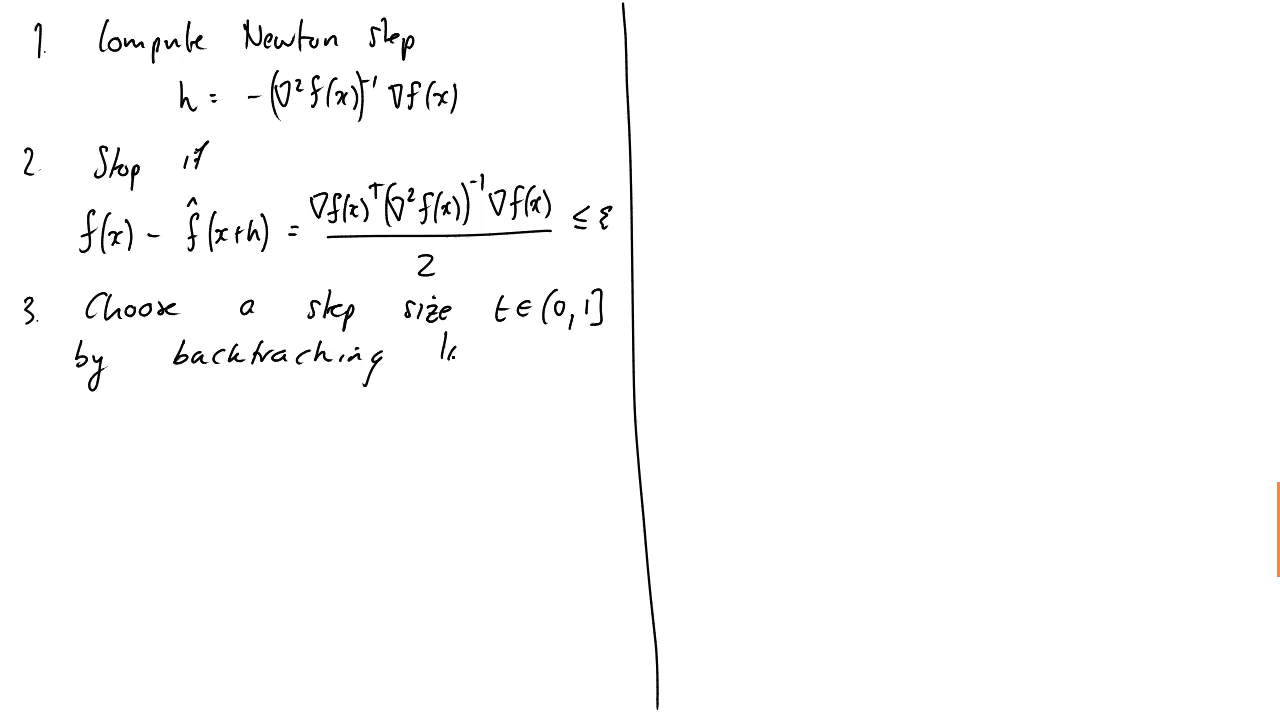 1. Compute Newton step
h = -(∇²f(x))⁻¹ ∇f(x)
2. Stop if
f(x) - f̂(x+h) = ∇f(x)ᵀ(∇²f(x))⁻¹∇f(x) / 2 ≤ ε
3. Choose a step size t ∈ (0, 1]
by backtracking